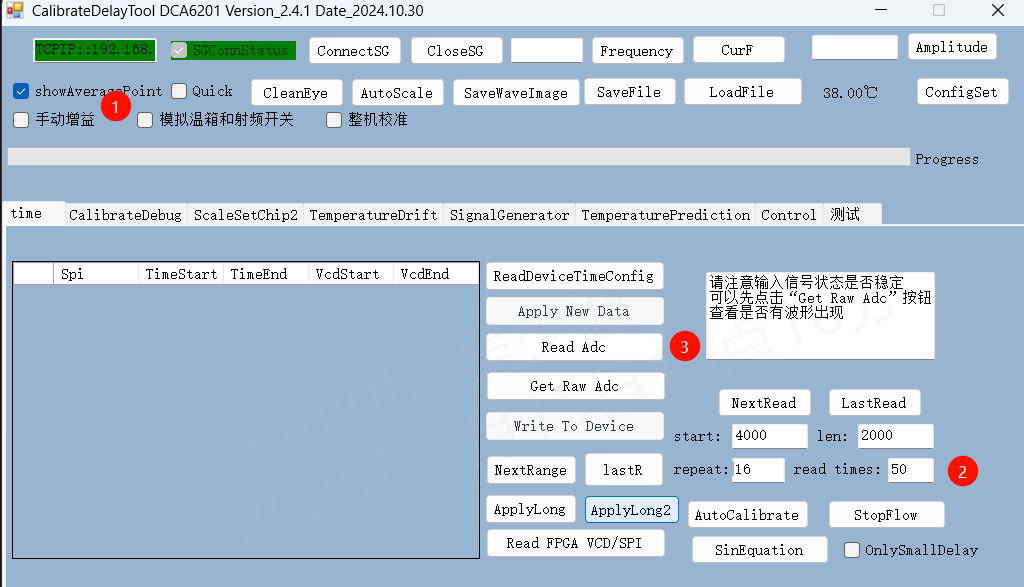 CalibrateDelayTool DCA6201 Version_2.4.1 Date_2024.10.30
TCPIP::192.168. SGConnStatus ConnectSG CloseSG Frequency CurF Amplitude
showAveragePoint Quick CleanEye AutoScale SaveWaveImage SaveFile LoadFile 38.00℃ ConfigSet
1
手动增益 模拟温箱和射频开关 整机校准
Progress
time CalibrateDebug ScaleSetChip2 TemperatureDrift SignalGenerator TemperaturePrediction Control 测试
Spi TimeStart TimeEnd VcdStart VcdEnd
ReadDeviceTimeConfig
Apply New Data
Read Adc 3
Get Raw Adc
Write To Device
NextRange lastR
ApplyLong ApplyLong2
Read FPGA VCD/SPI
请注意输入信号状态是否稳定
可以先点击“Get Raw Adc”按钮
查看是否有波形出现
NextRead LastRead
start: 4000 len: 2000
repeat: 16 read times: 50 2
AutoCalibrate StopFlow
SinEquation OnlySmallDelay
Semight